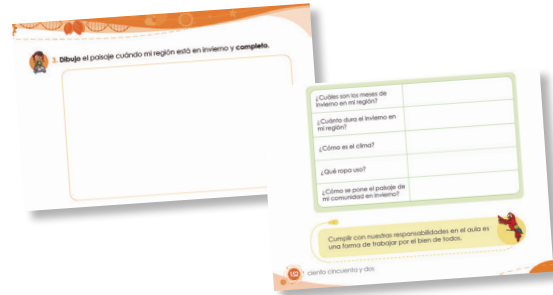 3. Dibujo el paisaje cuándo mi región está en invierno y completo.
¿Cuáles son los meses de
invierno en mi región?
¿Cuánto dura el invierno en
mi región?
¿Cómo es el clima?
¿Qué ropa uso?
¿Cómo se pone el paisaje de
mi comunidad en invierno?
Cumplir con nuestras responsabilidades en el aula es
una forma de trabajar por el bien de todos.
152 ciento cincuenta y dos